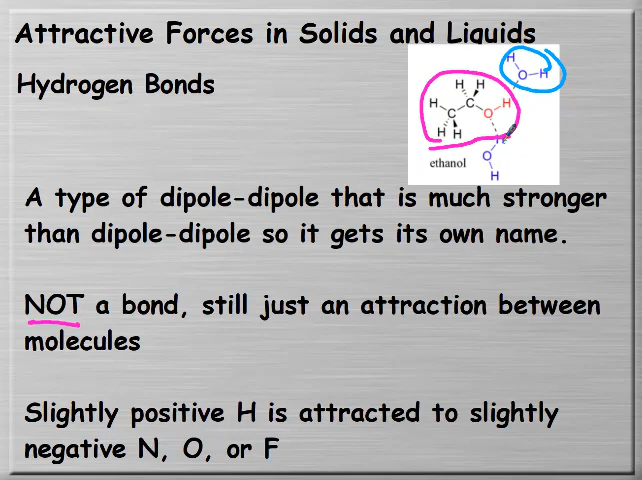 Attractive Forces in Solids and Liquids
Hydrogen Bonds
H
O
H
H
H
H
C
O
H
C
H
H
H
ethanol
O
H
A type of dipole-dipole that is much stronger
than dipole-dipole so it gets its own name.
NOT a bond, still just an attraction between
molecules
Slightly positive H is attracted to slightly
negative N, O, or F